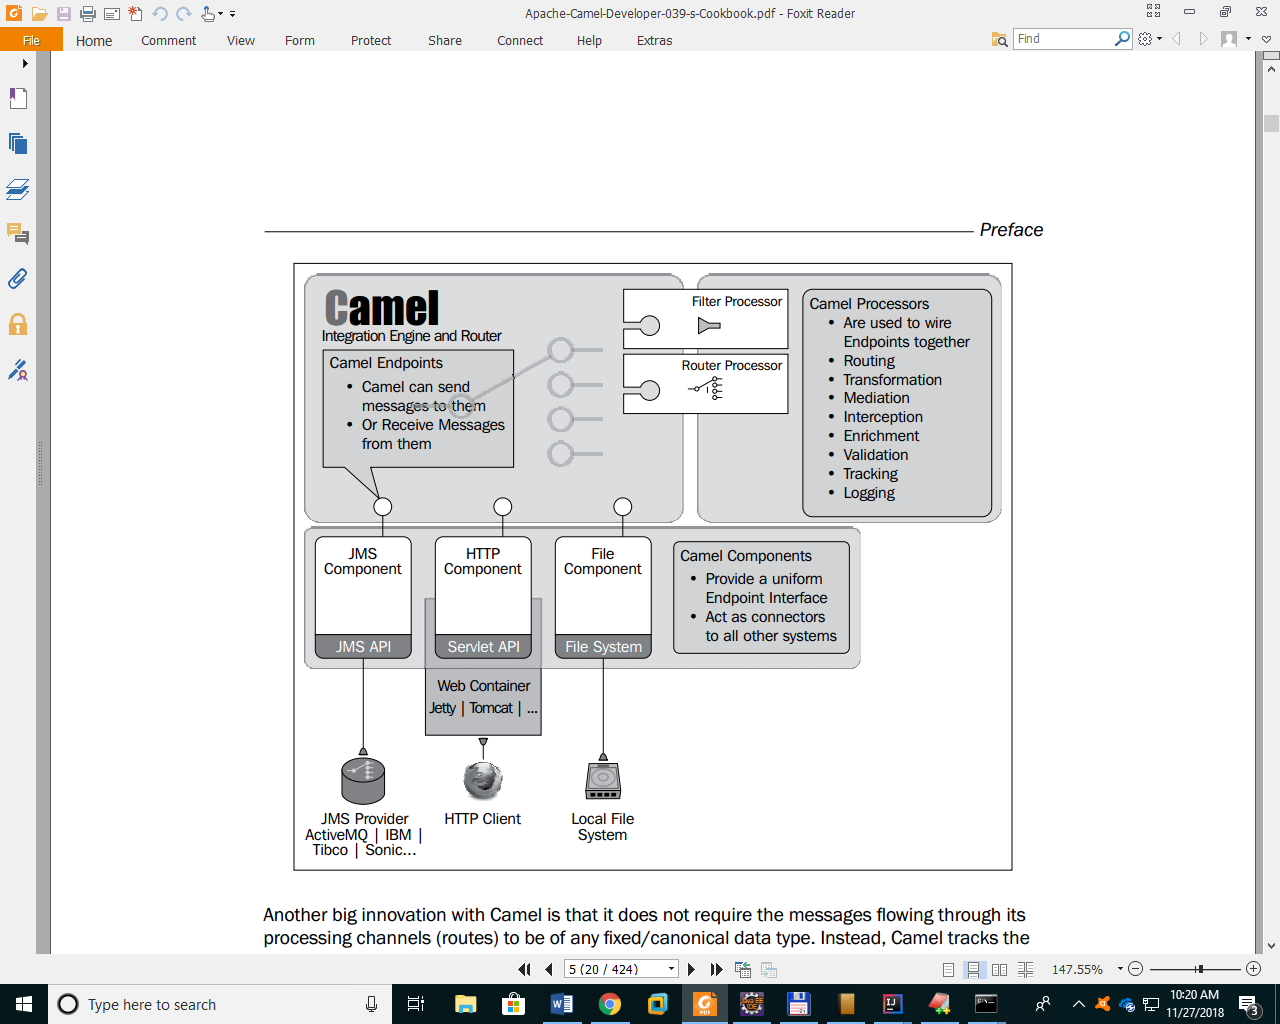 Apache-Camel-Developer-039-s-Cookbook.pdf - Foxit Reader
File
Home
Comment
View
Form
Protect
Share
Connect
Help
Extras
Find
Preface
Camel
Integration Engine and Router
Camel Endpoints
• Camel can send
messages to them
• Or Receive Messages
from them
Filter Processor
Router Processor
Camel Processors
• Are used to wire
Endpoints together
• Routing
• Transformation
• Mediation
• Interception
• Enrichment
• Validation
• Tracking
• Logging
JMS
Component
JMS API
HTTP
Component
Servlet API
File
Component
File System
Camel Components
• Provide a uniform
Endpoint Interface
• Act as connectors
to all other systems
Web Container
Jetty | Tomcat | ...
JMS Provider
ActiveMQ | IBM |
Tibco | Sonic...
HTTP Client
Local File
System
Another big innovation with Camel is that it does not require the messages flowing through its
processing channels (routes) to be of any fixed/canonical data type. Instead, Camel tracks the
5 (20 / 424)
147.55%
Type here to search
10:20 AM
11/27/2018
3